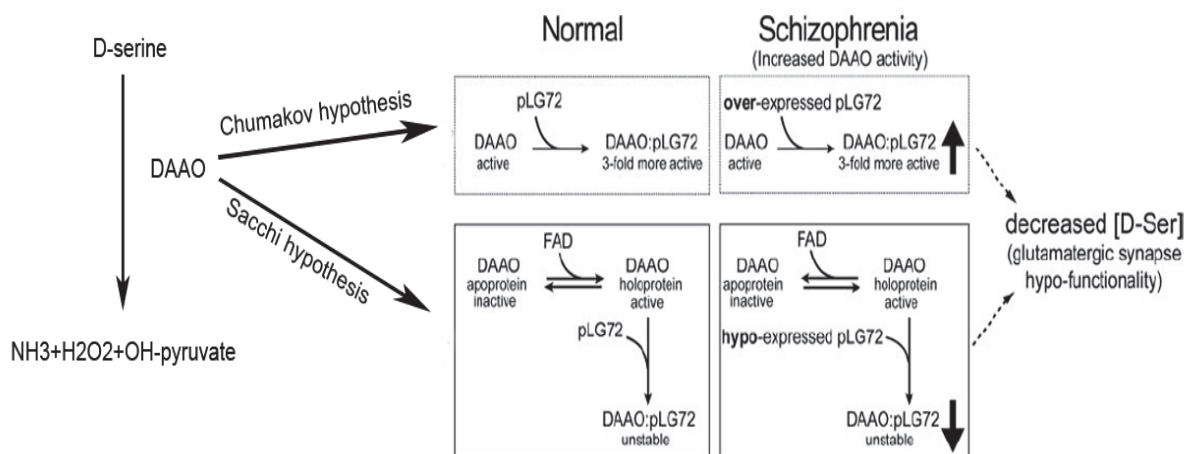 Normal
Schizophrenia
(Increased DAAO activity)
D-serine
DAAO
NH3+H2O2+OH-pyruvate
Chumakov hypothesis
Sacchi hypothesis
pLG72
DAAO
active
DAAO:pLG72
3-fold more active
over-expressed pLG72
DAAO
active
DAAO:pLG72
3-fold more active
FAD
DAAO
apoprotein
inactive
DAAO
holoprotein
active
pLG72
DAAO:pLG72
unstable
FAD
DAAO
apoprotein
inactive
DAAO
holoprotein
active
hypo-expressed pLG72
DAAO:pLG72
unstable
decreased [D-Ser]
(glutamatergic synapse
hypo-functionality)